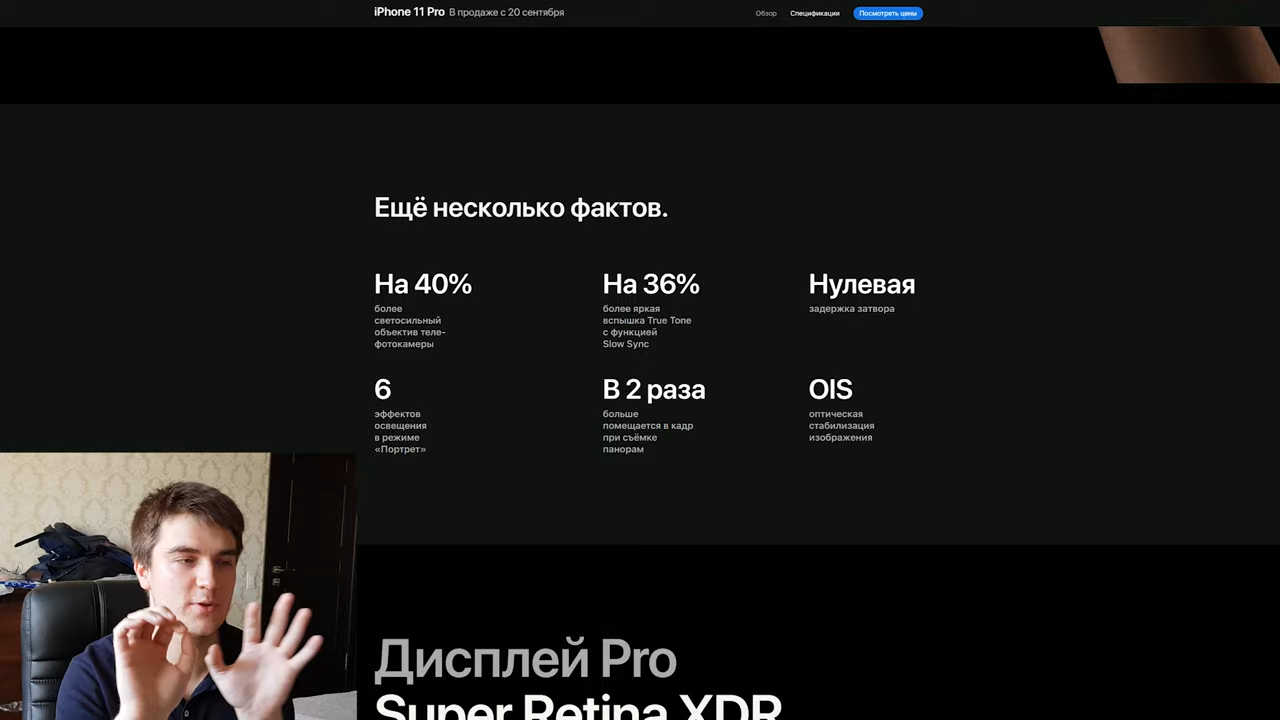 iPhone 11 Pro В продаже с 20 сентября
Обзор Спецификации Посмотреть цены
Ещё несколько фактов.
На 40%
более
светосильный
объектив теле-
фотокамеры
На 36%
более яркая
вспышка True Tone
с функцией
Slow Sync
Нулевая
задержка затвора
6
эффектов
освещения
в режиме
«Портрет»
В 2 раза
больше
помещается в кадр
при съёмке
панорам
OIS
оптическая
стабилизация
изображения
Дисплей Pro
Super Retina XDR